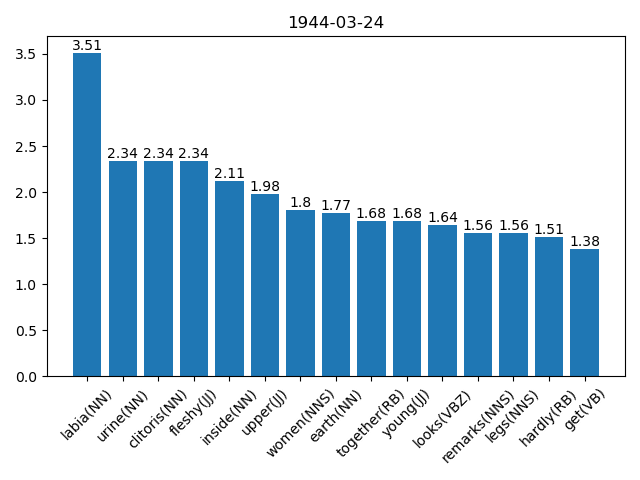 1944-03-24
3.51
2.34 2.34 2.34
2.11
1.98
1.8 1.77
1.68 1.68 1.64
1.56 1.56 1.51
1.38
3.5
3.0
2.5
2.0
1.5
1.0
0.5
0.0
labia(NN)
urine(NN)
clitoris(NN)
fleshy(JJ)
inside(NN)
upper(JJ)
women(NNS)
earth(NN)
together(RB)
young(JJ)
looks(VBZ)
remarks(NNS)
legs(NNS)
hardly(RB)
get(VB)